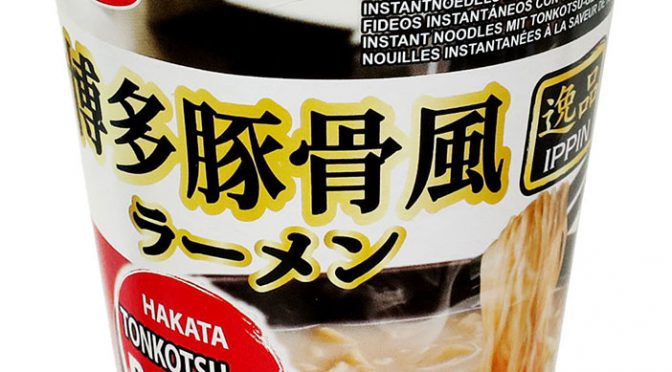 INSTANTNOEDELS
FIDEOS INSTANTÁNEOS CON
INSTANT NOODLES MIT TONKOTSU-
NOUILLES INSTANTANÉES À LA SAVEUR DE
博多豚骨風
ラーメン
逸品
IPPIN
HAKATA
TONKOTSU